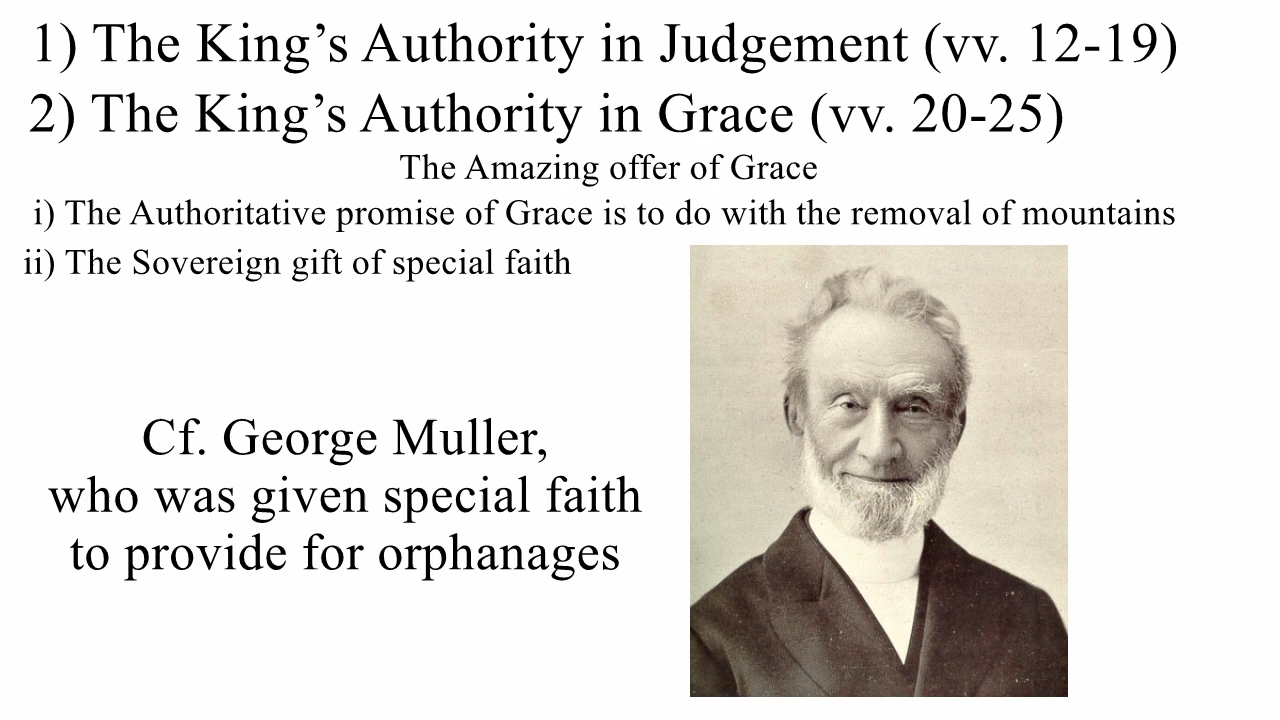 1) The King’s Authority in Judgement (vv. 12-19)
2) The King’s Authority in Grace (vv. 20-25)
The Amazing offer of Grace
i) The Authoritative promise of Grace is to do with the removal of mountains
ii) The Sovereign gift of special faith
Cf. George Muller,
who was given special faith
to provide for orphanages